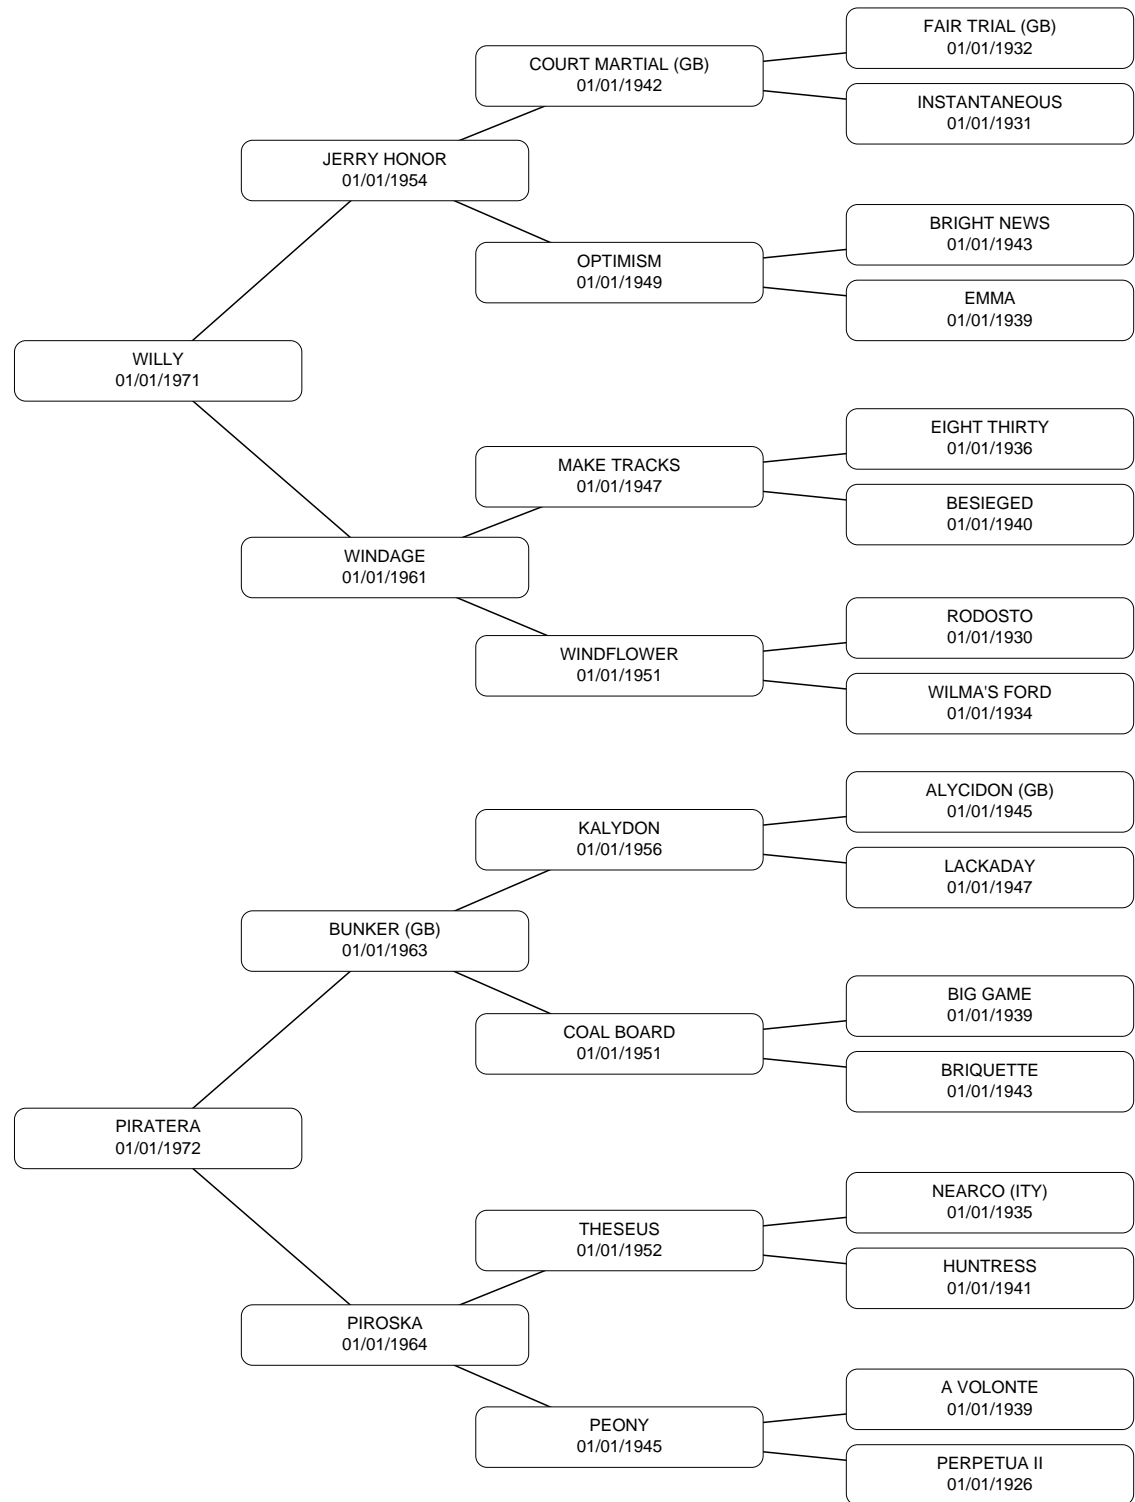 FAIR TRIAL (GB)
01/01/1932
COURT MARTIAL (GB)
01/01/1942
INSTANTANEOUS
01/01/1931
JERRY HONOR
01/01/1954
BRIGHT NEWS
01/01/1943
OPTIMISM
01/01/1949
EMMA
01/01/1939
WILLY
01/01/1971
EIGHT THIRTY
01/01/1936
MAKE TRACKS
01/01/1947
BESIEGED
01/01/1940
WINDAGE
01/01/1961
RODOSTO
01/01/1930
WINDFLOWER
01/01/1951
WILMA'S FORD
01/01/1934
ALYCIDON (GB)
01/01/1945
KALYDON
01/01/1956
LACKADAY
01/01/1947
BUNKER (GB)
01/01/1963
BIG GAME
01/01/1939
COAL BOARD
01/01/1951
BRIQUETTE
01/01/1943
PIRATERA
01/01/1972
NEARCO (ITY)
01/01/1935
THESEUS
01/01/1952
HUNTRESS
01/01/1941
PIROSKA
01/01/1964
A VOLONTE
01/01/1939
PEONY
01/01/1945
PERPETUA II
01/01/1926